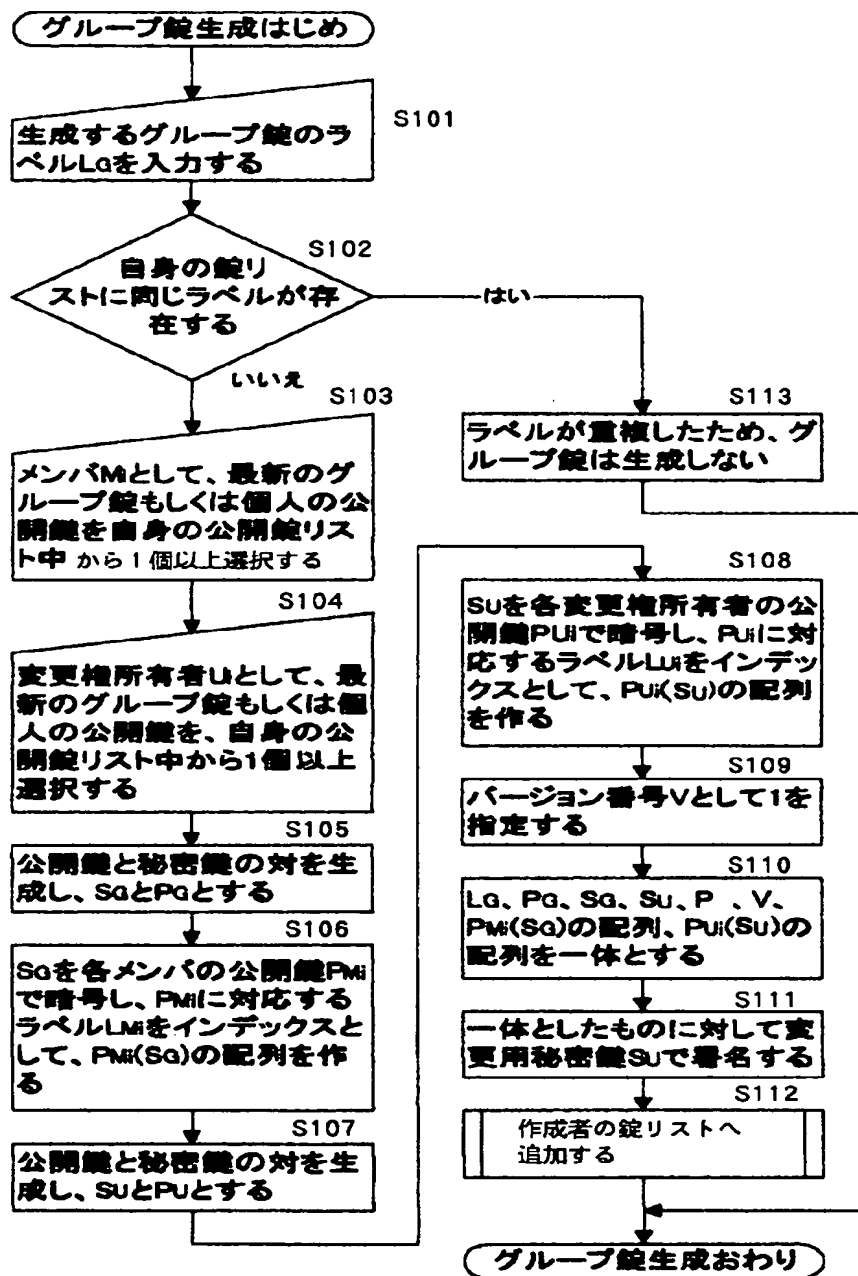 グループ錠生成はじめ
S101
生成するグループ錠のラ
ベルLGを入力する
S102
自身の錠リ
ストに同じラベルが存
在する
はい
いいえ
S103
メンバMiとして、最新のグ
ループ錠もしくは個人の公
開鍵を自身の公開錠リスト
中から1個以上選択する
S104
変更権所有者Uiとして、最
新のグループ錠もしくは個
人の公開鍵を、自身の公
開錠リスト中から1個以上
選択する
S105
公開鍵と秘密鍵の対を生
成し、SGとPGとする
S106
SGを各メンバの公開鍵PMi
で暗号し、PMiに対応する
ラベルLMiをインデックスと
して、PMi(SG)の配列を作
る
S107
公開鍵と秘密鍵の対を生
成し、SUとPUとする
S113
ラベルが重複したため、グ
ループ錠は生成しない
S108
SUを各変更権所有者の公
開鍵PUiで暗号し、PUiに対
応するラベルLUiをインデッ
クスとして、PUi(SU)の配列
を作る
S109
バージョン番号Vとして1を
指定する
S110
LG、PG、SG、SU、P 、V、
PMi(SG)の配列、PUi(SU)の
配列を一体とする
S111
一体としたものに対して変
更用秘密鍵SUで署名する
S112
作成者の錠リストへ
追加する
グループ錠生成おわり